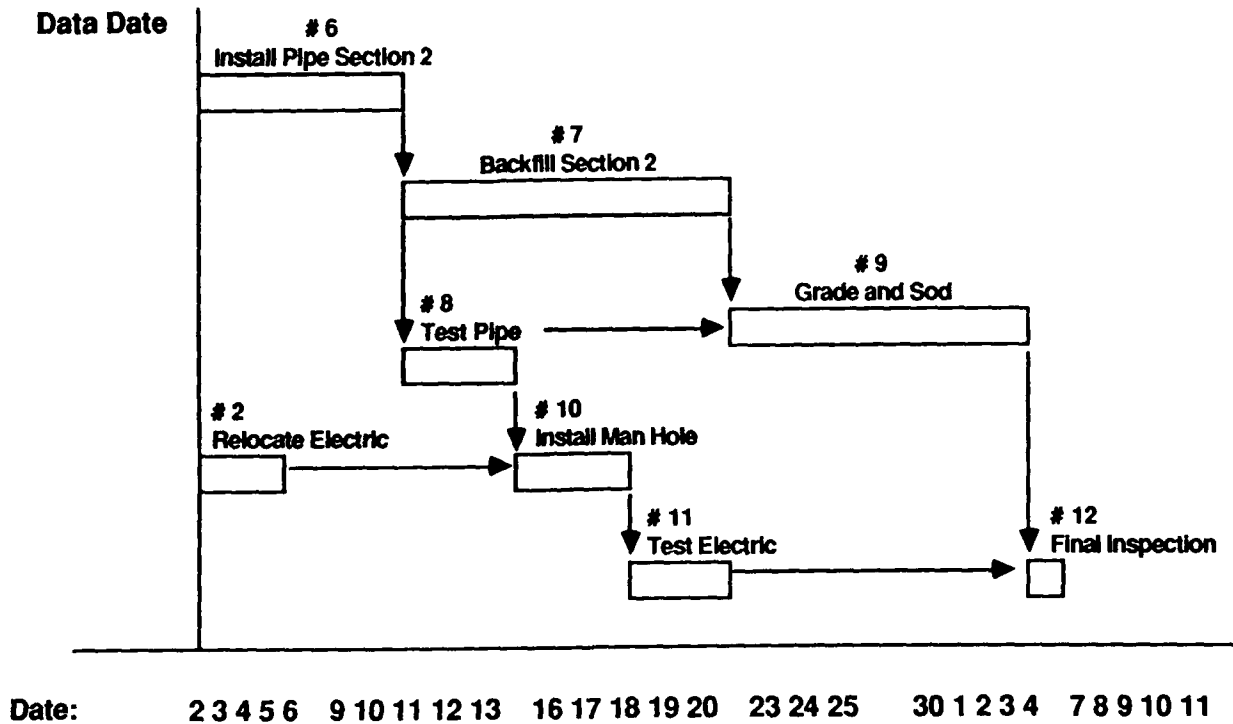 Data Date
# 6
Install Pipe Section 2
# 7
Backfill Section 2
# 9
Grade and Sod
# 8
Test Pipe
# 2
Relocate Electric
# 10
Install Man Hole
# 11
Test Electric
# 12
Final Inspection
Date: 2 3 4 5 6 9 10 11 12 13 16 17 18 19 20 23 24 25 30 1 2 3 4 7 8 9 10 11